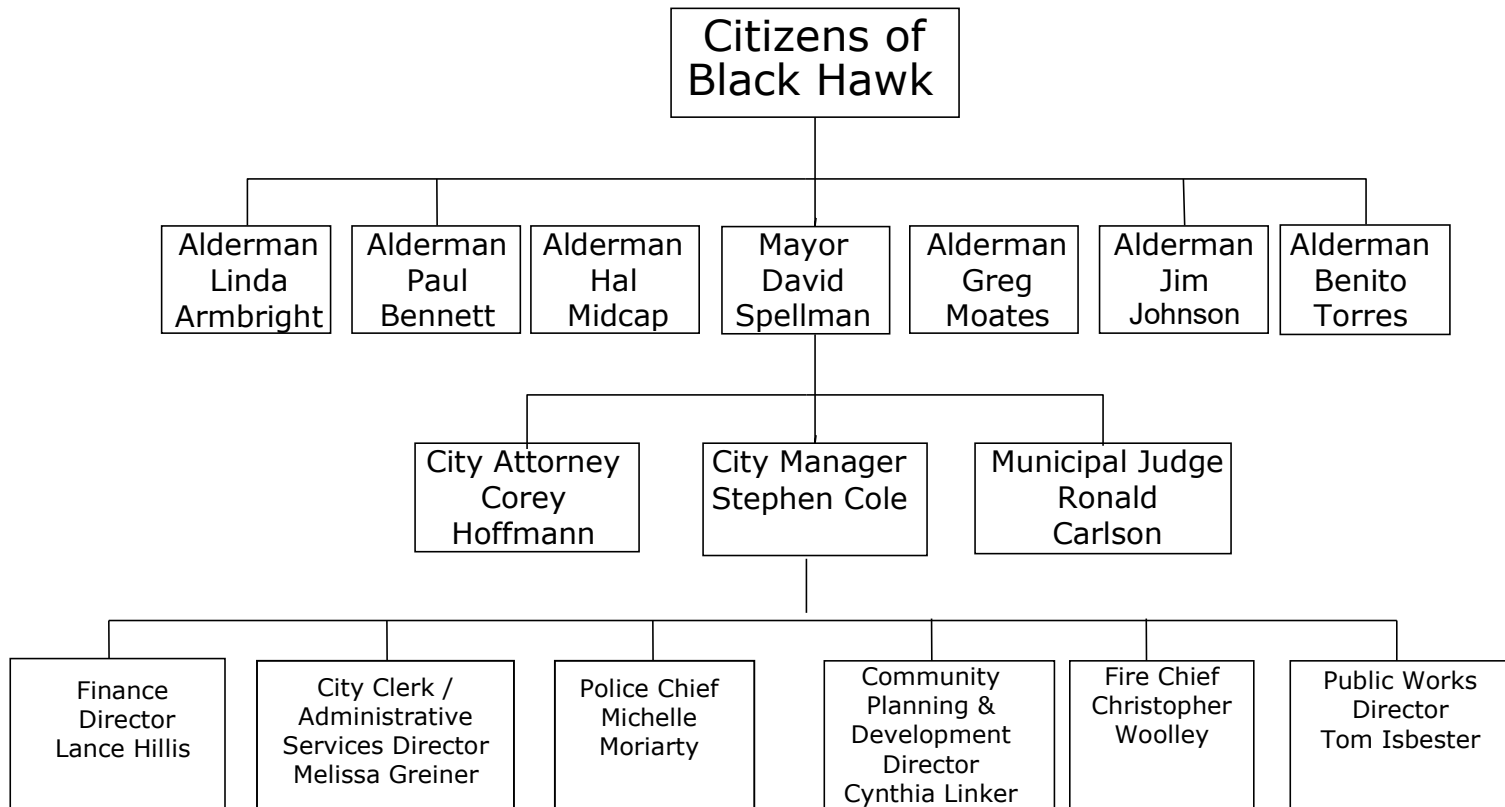 Citizens of
Black Hawk
Alderman
Linda
Armbright
Alderman
Paul
Bennett
Alderman
Hal
Midcap
Mayor
David
Spellman
Alderman
Greg
Moates
Alderman
Jim
Johnson
Alderman
Benito
Torres
City Attorney
Corey
Hoffmann
City Manager
Stephen Cole
Municipal Judge
Ronald
Carlson
Finance
Director
Lance Hillis
City Clerk /
Administrative
Services Director
Melissa Greiner
Police Chief
Michelle
Moriarty
Community
Planning &
Development
Director
Cynthia Linker
Fire Chief
Christopher
Woolley
Public Works
Director
Tom Isbester